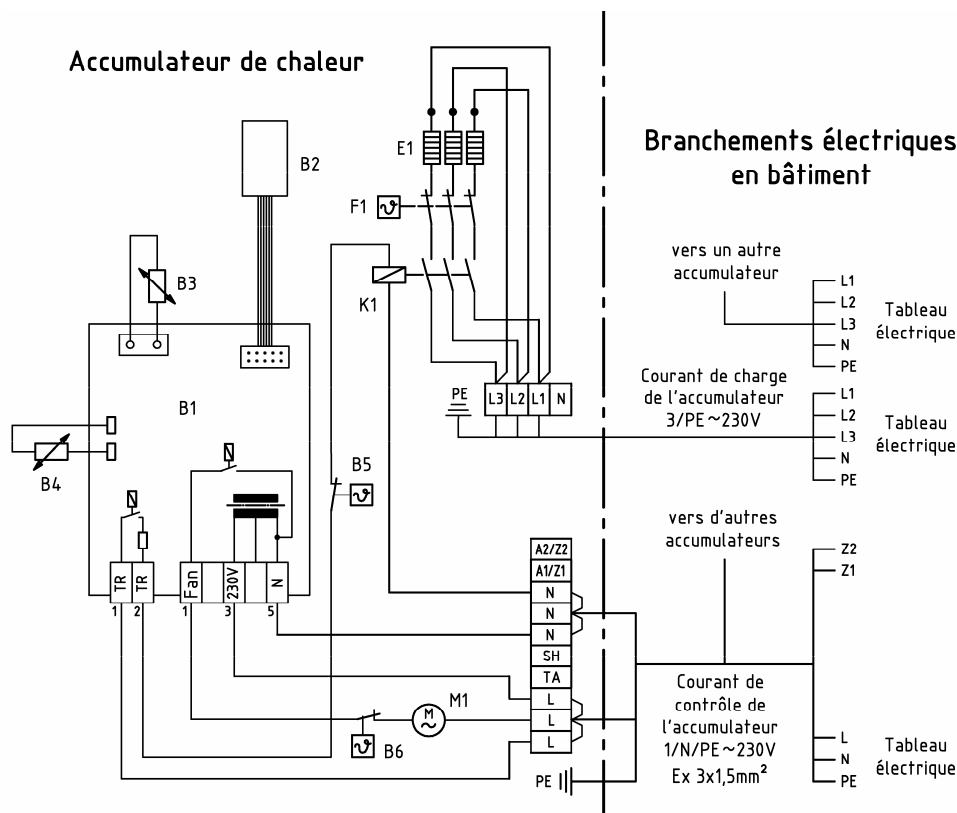 Accumulateur de chaleur
Branchements électriques
en bâtiment
E1
B2
F1
K1
B3
B1
B4
B5
PE
L3
L2
L1
N
vers un autre
accumulateur
L1
L2
L3
N
PE
Tableau
électrique
Courant de charge
de l'accumulateur
3/PE~230V
L1
L2
L3
N
PE
Tableau
électrique
vers d'autres
accumulateurs
Z2
Z1
A2/Z2
A1/Z1
N
N
N
SH
TA
L
L
L
PE
TR
TR
Fan
230V
N
1
2
1
3
5
M1
M
~
B6
Courant de
contrôle de
l'accumulateur
1/N/PE~230V
Ex 3x1,5mm²
L
N
PE
Tableau
électrique